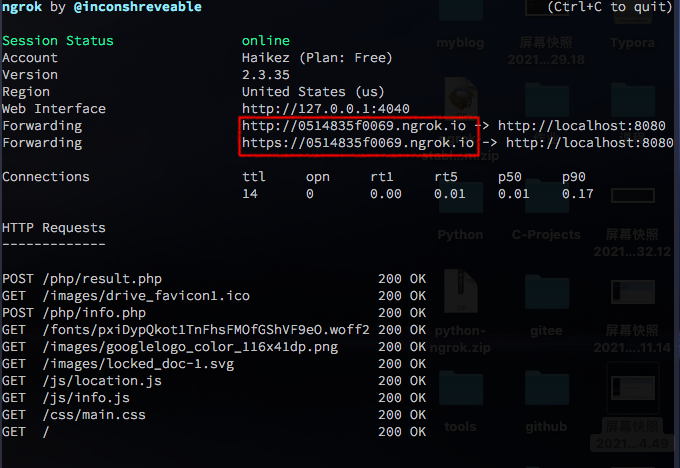 ngrok by @inconshreveable (Ctrl+C to quit)
Session Status online
Account Haikez (Plan: Free)
Version 2.3.35
Region United States (us)
Web Interface http://127.0.0.1:4040
Forwarding http://0514835f0069.ngrok.io -> http://localhost:8080
Forwarding https://0514835f0069.ngrok.io -> http://localhost:8080
Connections ttl opn rt1 rt5 p50 p90
14 0 0.00 0.01 0.01 0.17
HTTP Requests
-------------
POST /php/result.php 200 OK
GET /images/drive_favicon1.ico 200 OK
POST /php/info.php 200 OK
GET /fonts/pxiDypQkot1TnFhsFMOfGShVF9eO.woff2 200 OK
GET /images/googlelogo_color_116x41dp.png 200 OK
GET /images/locked_doc-1.svg 200 OK
GET /js/location.js 200 OK
GET /js/info.js 200 OK
GET /css/main.css 200 OK
GET / 200 OK
myblog
屏幕快照
2021...29.18
Typora
Python
C-Projects
屏幕快照
...32.12
python-
ngrok.zip
gitee
屏幕快照
2021....11.14
tools
github
屏幕快照
2021...4.49